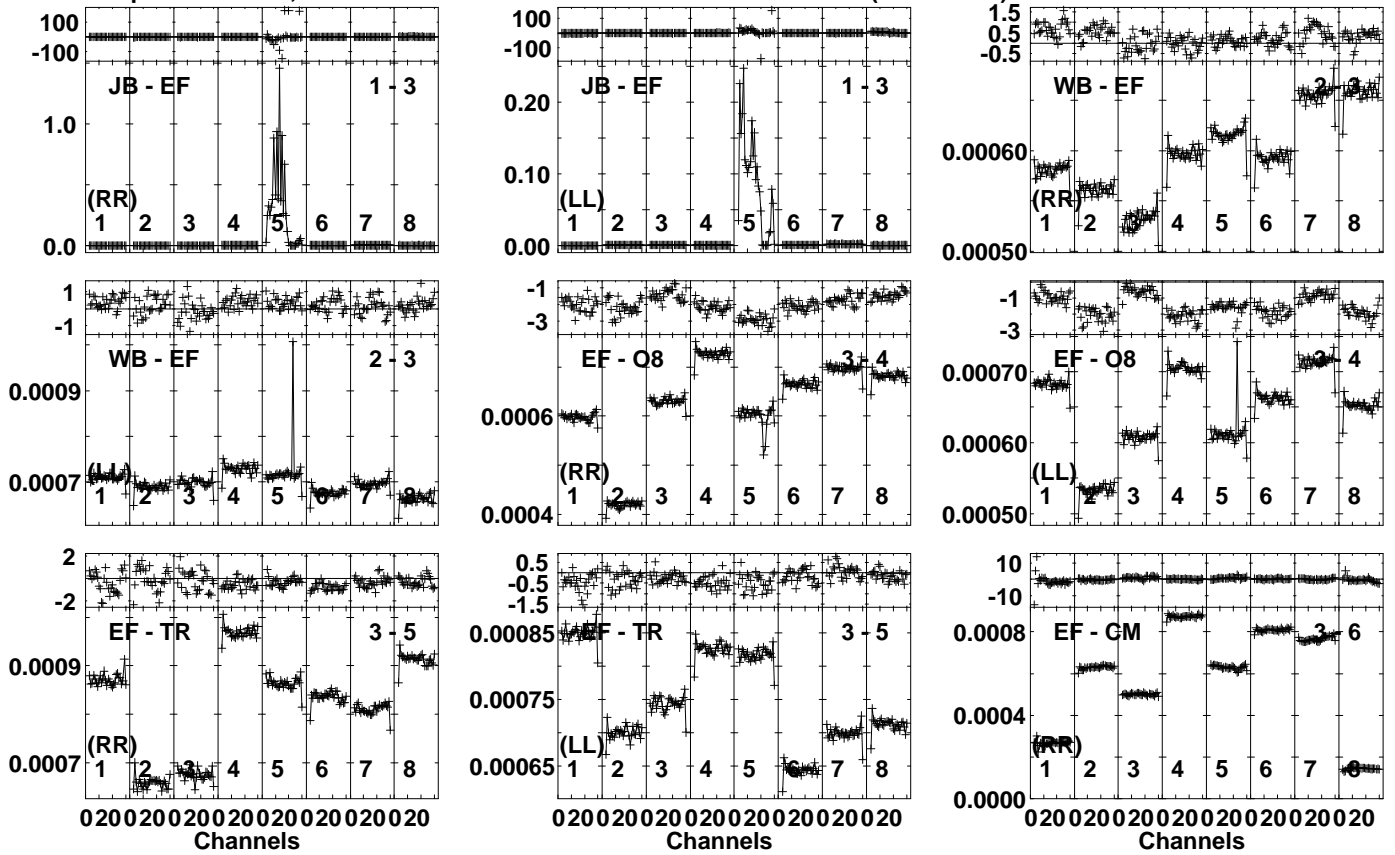 100
-100
JB - EF 1 - 3
1.0
(RR)
1 2 3 4 5 6 7 8
0.0
100
-100
JB - EF 1 - 3
0.20
0.10
(LL)
1 2 3 4 5 6 7 8
0.00
1.5
0.5
-0.5
WB - EF 2 - 3
0.00060
(RR)
1 2 3 4 5 6 7 8
0.00050
1
-1
WB - EF 2 - 3
0.0009
0.0007
(LL)
1 2 3 4 5 6 7 8
-1
-3
EF - O8 3 - 4
0.0006
(RR)
1 2 3 4 5 6 7 8
0.0004
-1
-3
EF - O8 3 - 4
0.00070
0.00060
(LL)
1 2 3 4 5 6 7 8
0.00050
2
-2
EF - TR 3 - 5
0.0009
(RR)
0.0007
1 2 3 4 5 6 7 8
0 20 0 20 0 20 0 20 0 20 0 20 0 20 0 20
Channels
0.5
-0.5
-1.5
EF - TR 3 - 5
0.00085
0.00075
(LL)
0.00065
1 2 3 4 5 6 7 8
0 20 0 20 0 20 0 20 0 20 0 20 0 20 0 20
Channels
10
-10
EF - CM 3 - 6
0.0008
0.0004
(RR)
1 2 3 4 5 6 7 8
0.0000
0 20 0 20 0 20 0 20 0 20 0 20 0 20 0 20
Channels